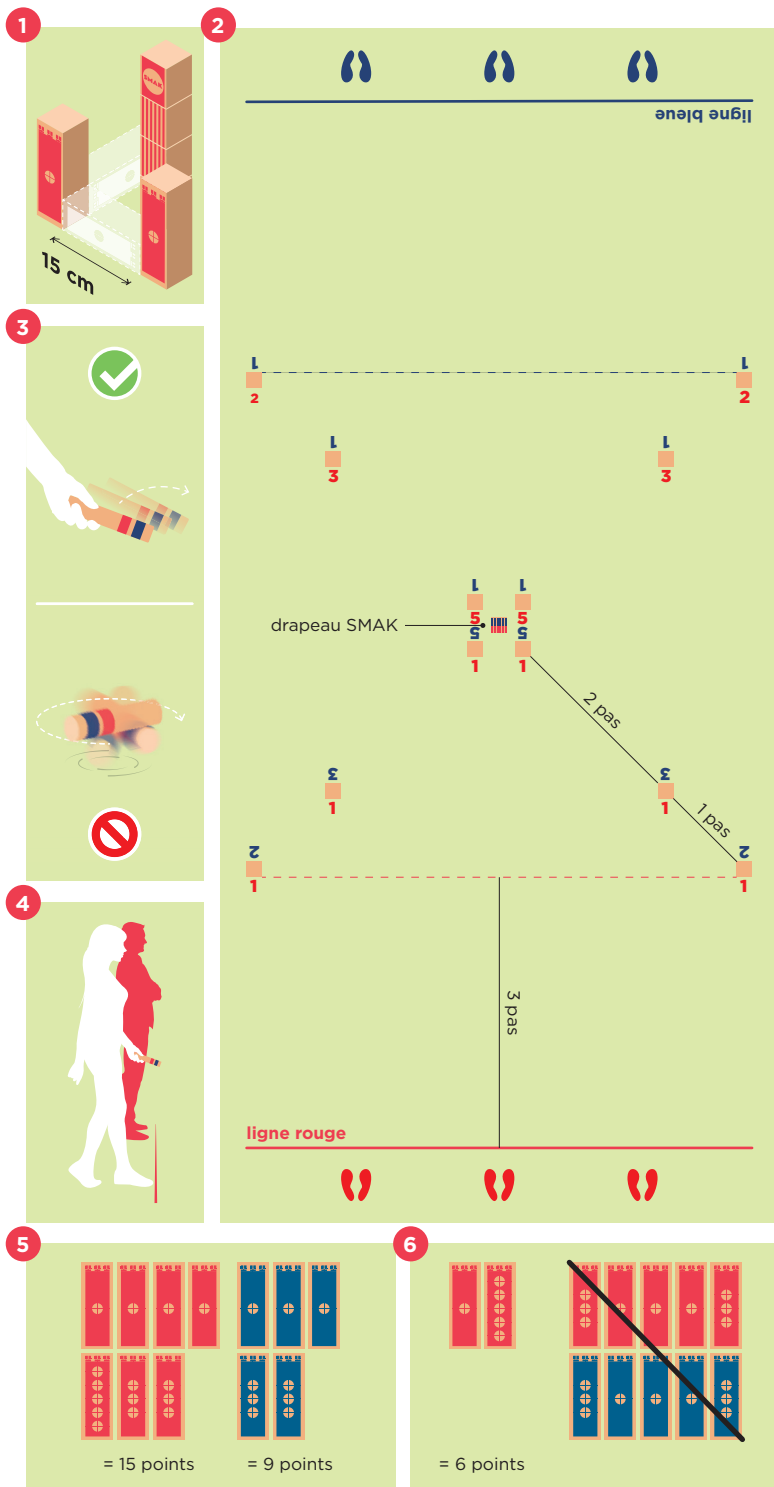 1
SMAK
15 cm
2
ligne bleue
1 1
2 2
1 1
3 3
1 1
5 5
drapeau SMAK
5 5
1 1
2 pas
3 3
1 1
1 pas
2 2
1 1
3 pas
ligne rouge
3
4
5
= 15 points
= 9 points
6
= 6 points